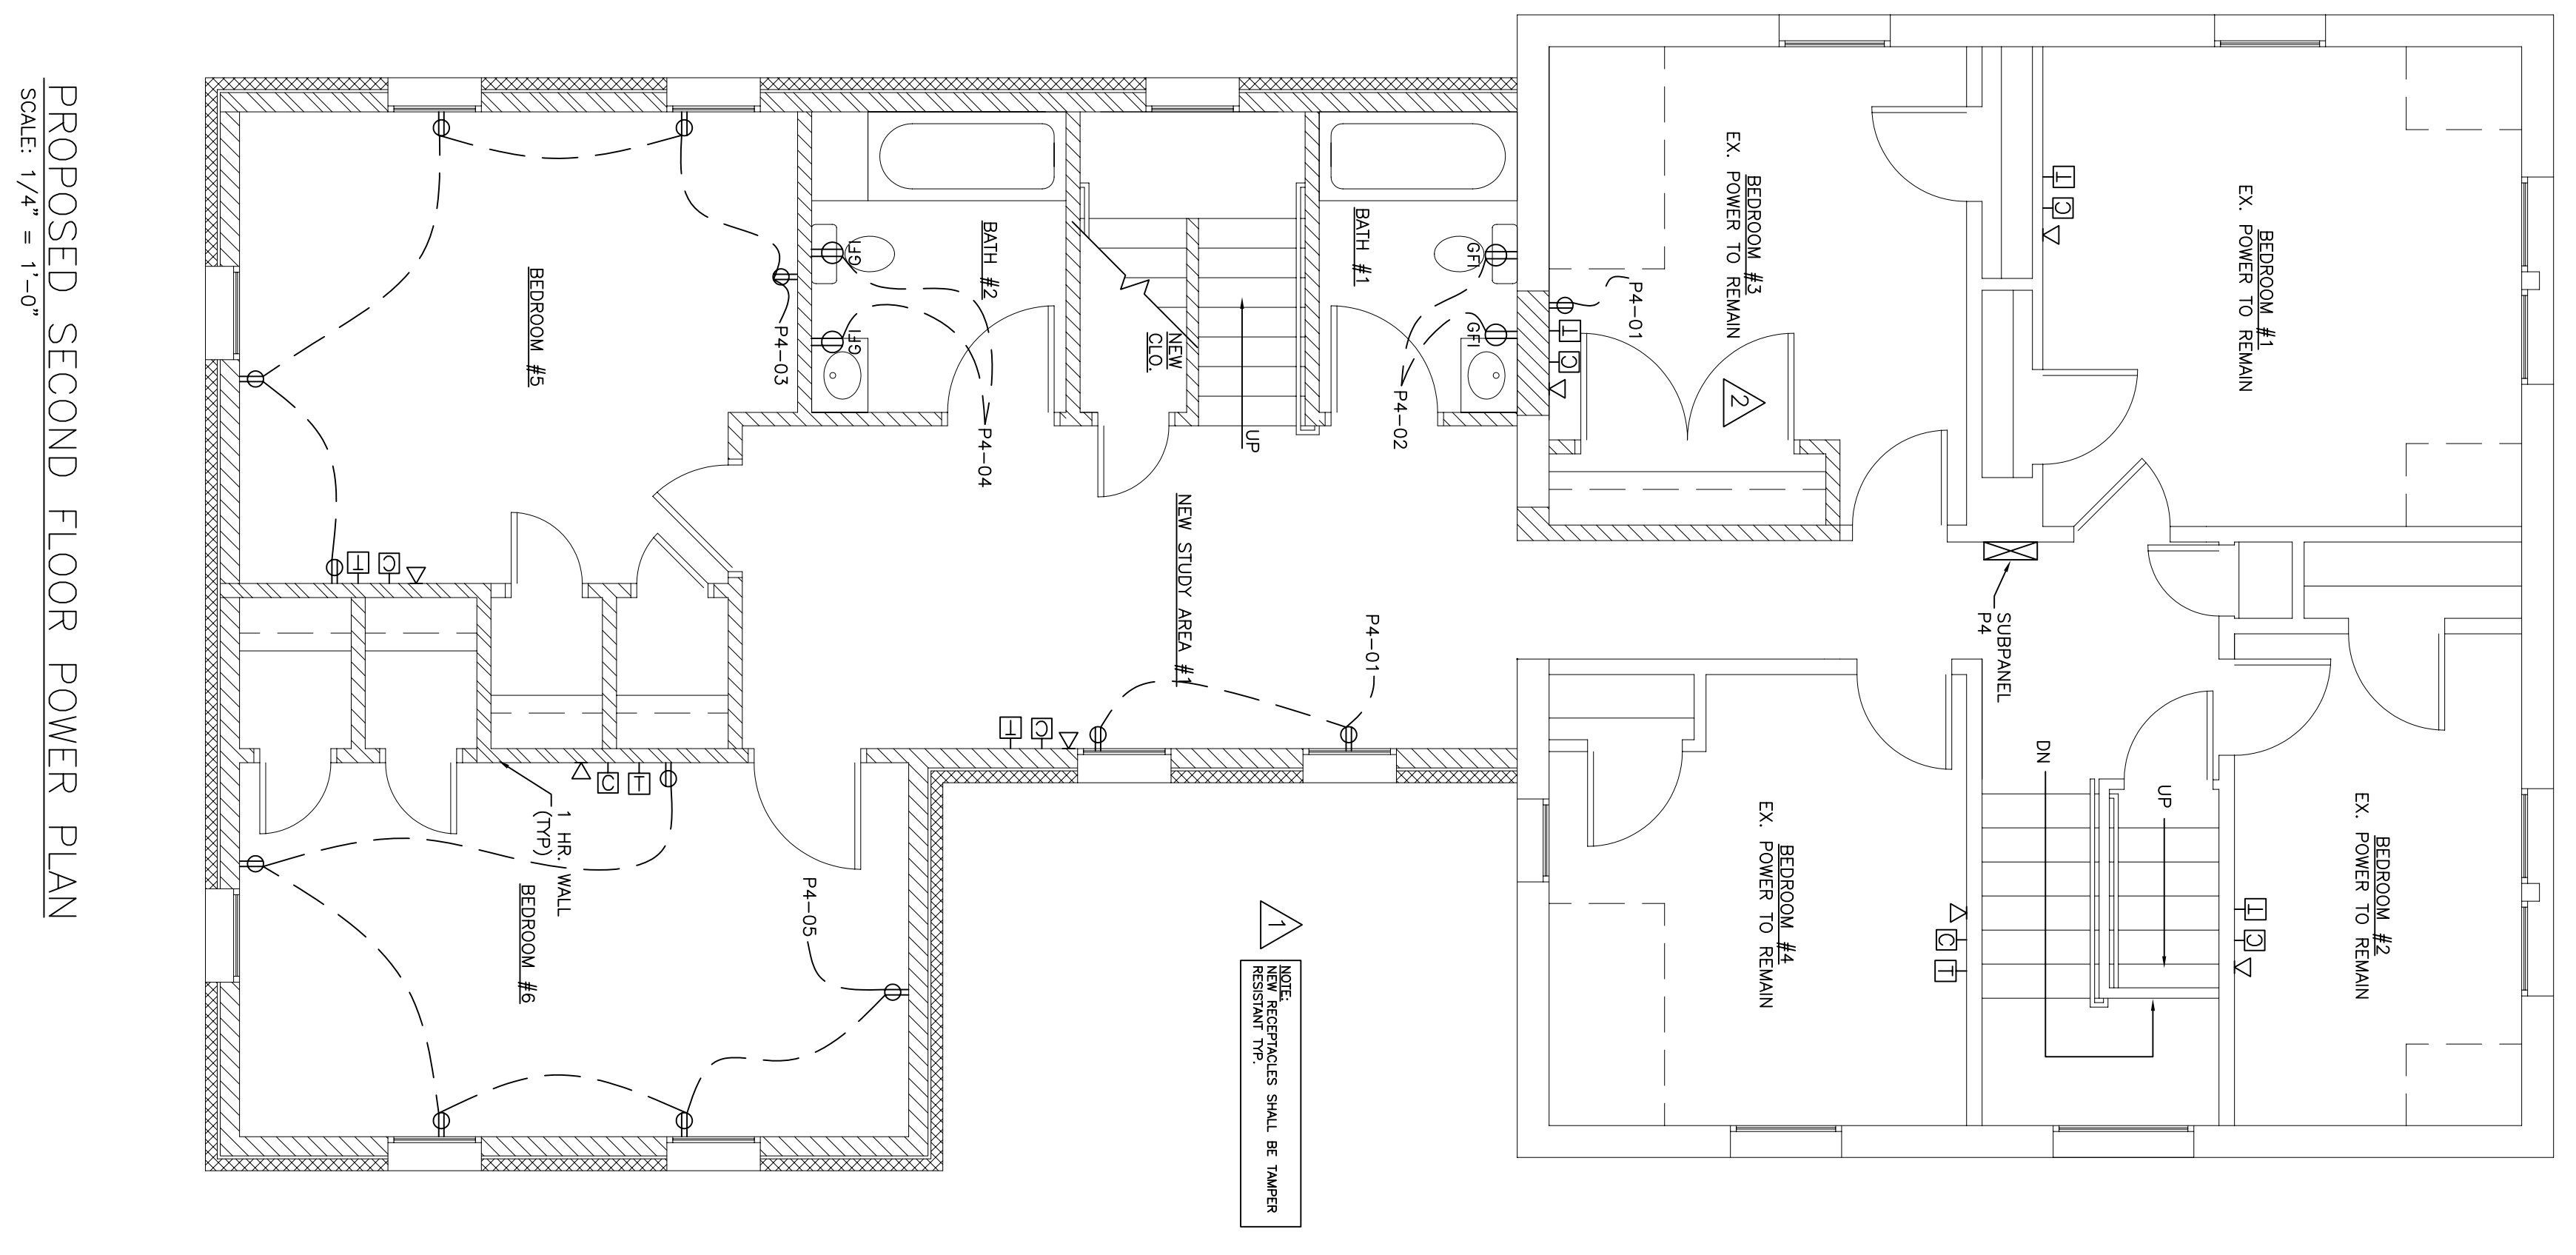 BEDROOM #2
EX. POWER TO REMAIN
BEDROOM #1
EX. POWER TO REMAIN
T
C
UP
T
C
DN
SUBPANEL
P4
C
T
BEDROOM #4
EX. POWER TO REMAIN
BEDROOM #3
EX. POWER TO REMAIN
2
P4-01
T
C
GFI
GFI
P4-02
P4-01
BATH #1
1
NOTE:
NEW RECEPTACLES SHALL BE TAMPER
RESISTANT TYP.
UP
NEW STUDY AREA #1
NEW
CLO.
T
C
BATH #2
P4-04
GFI
GFI
P4-05
P4-03
C
T
1 HR. WALL
(TYP)
BEDROOM #5
BEDROOM #6
T
C
PROPOSED SECOND FLOOR POWER PLAN
SCALE: 1/4" = 1'-0"